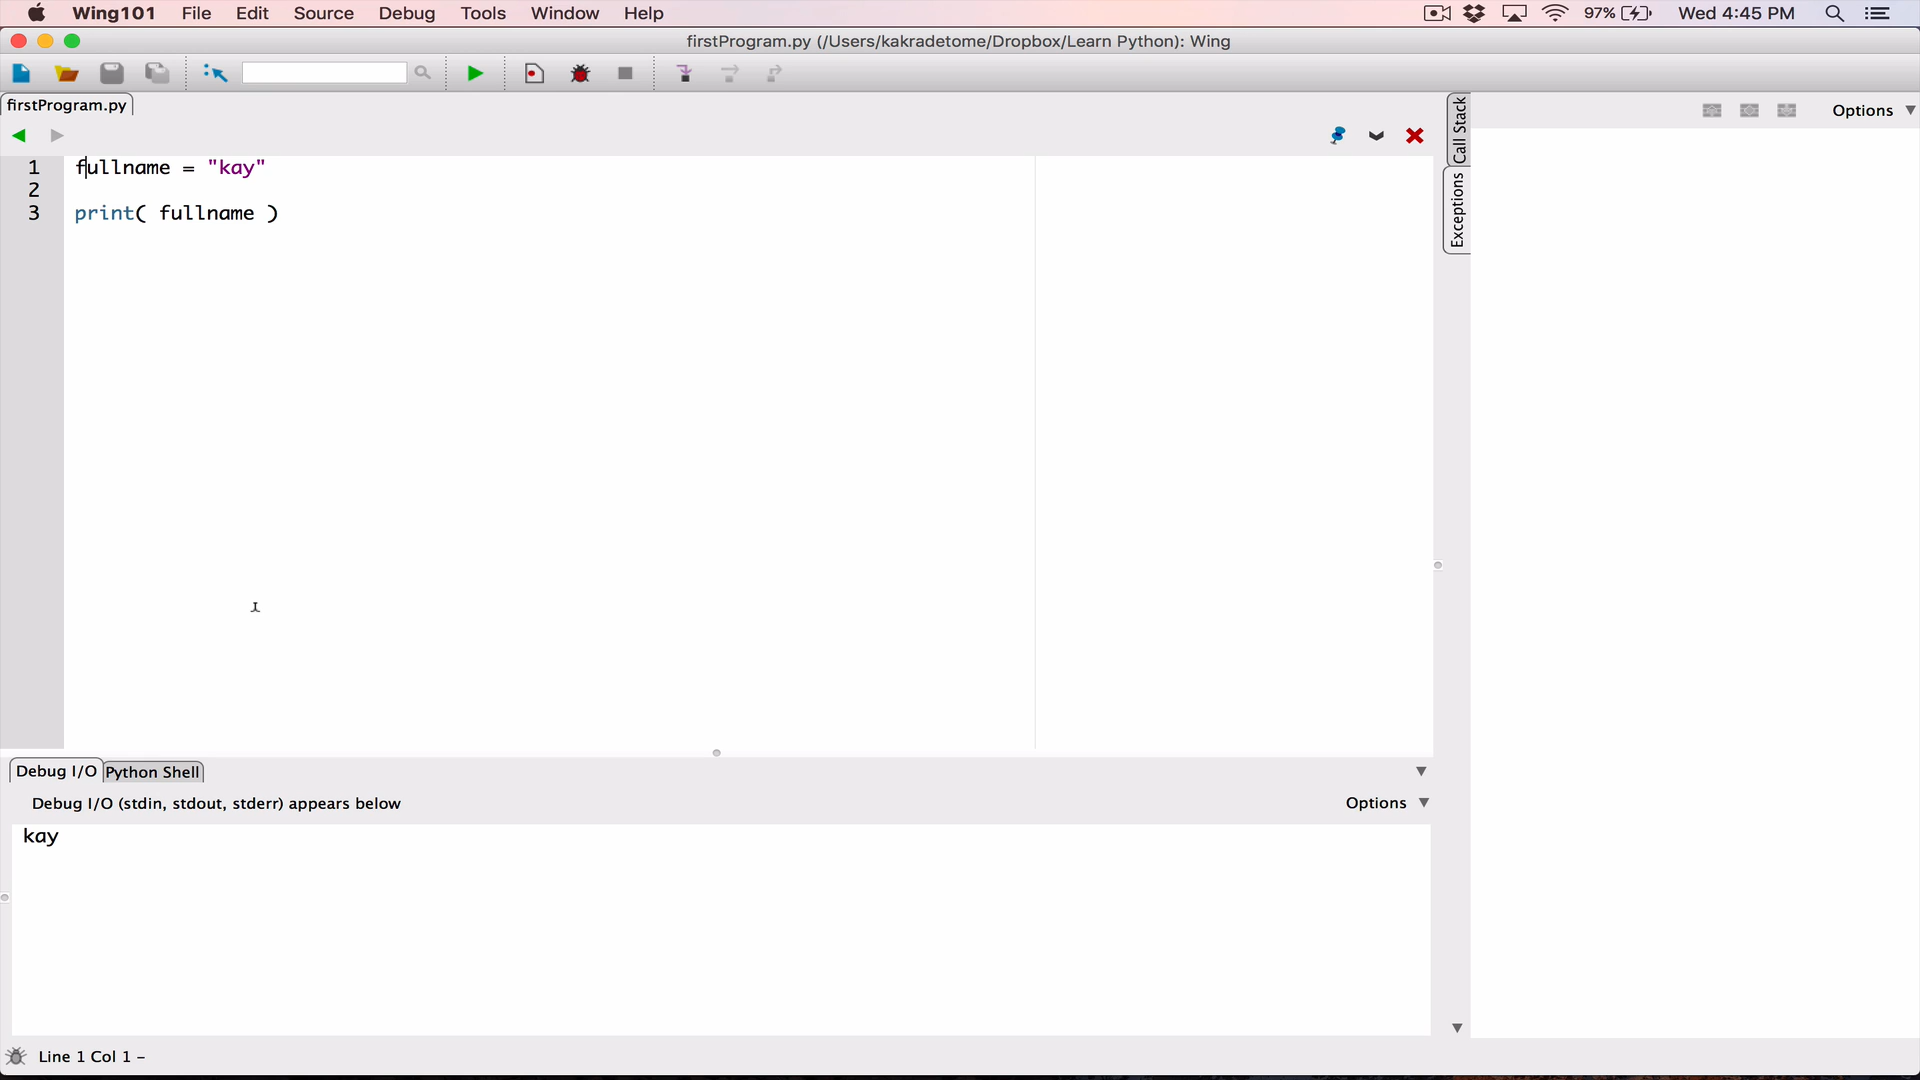 Wing101 File Edit Source Debug Tools Window Help 97% Wed 4:45 PM
firstProgram.py (/Users/kakradetome/Dropbox/Learn Python): Wing
firstProgram.py
Call Stack
Options
Exceptions
1 fullname = "kay"
2
3 print( fullname )
Debug I/O Python Shell
Debug I/O (stdin, stdout, stderr) appears below Options
kay
Line 1 Col 1 –